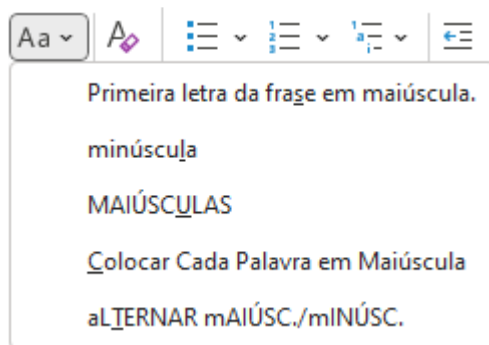 Aa
Primeira letra da frase em maiúscula.
minúscula
MAIÚSCULAS
Colocar Cada Palavra em Maiúscula
aLTERNAR mAIÚSC./mINÚSC.